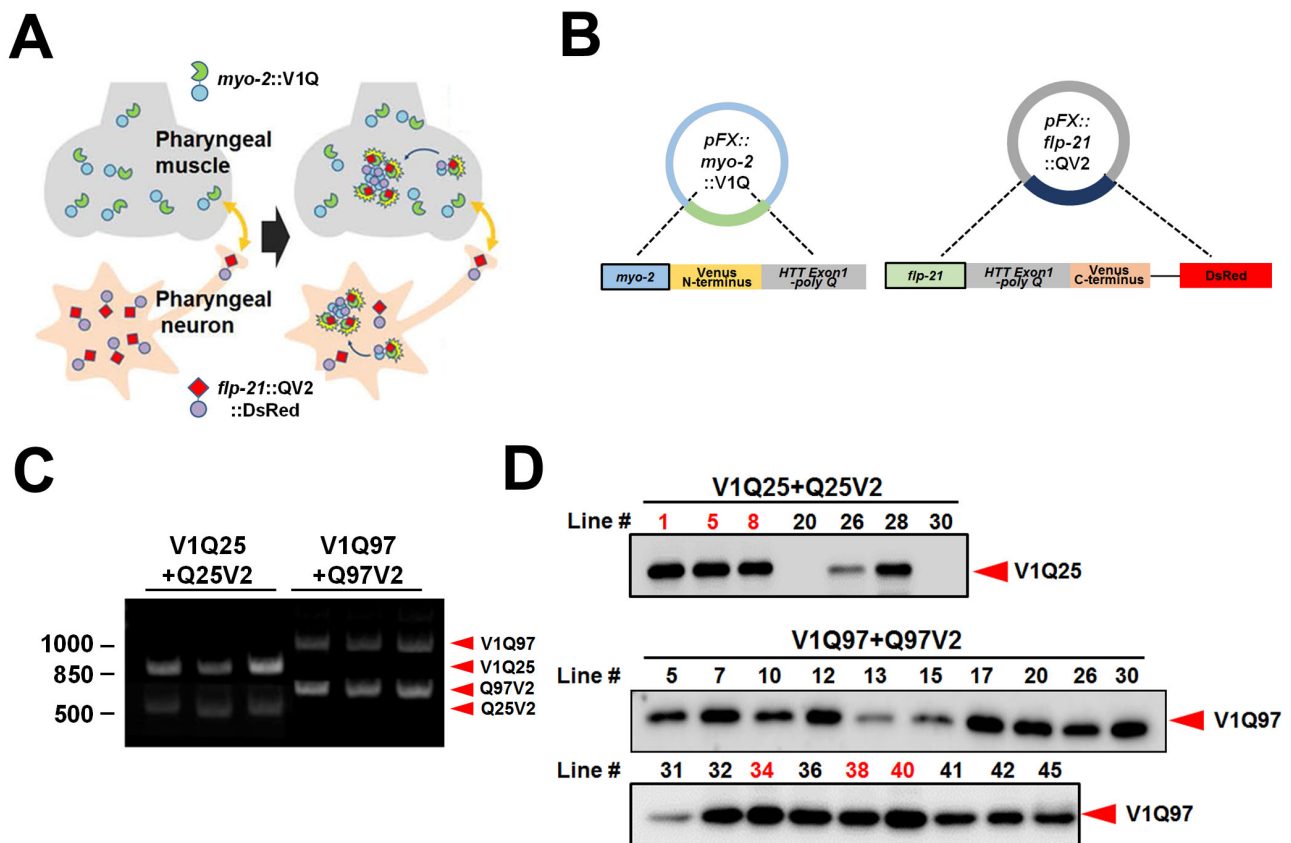 A
myo-2::V1Q
Pharyngeal
muscle
Pharyngeal
neuron
flp-21::QV2
::DsRed
B
pFX::
myo-2
::V1Q
pFX::
flp-21
::QV2
myo-2
Venus
N-terminus
HTT Exon1
-poly Q
flp-21
HTT Exon1
-poly Q
Venus
C-terminus
DsRed
C
V1Q25
+Q25V2
V1Q97
+Q97V2
1000
850
500
V1Q97
V1Q25
Q97V2
Q25V2
D
V1Q25+Q25V2
Line # 1 5 8 20 26 28 30
V1Q25
V1Q97+Q97V2
Line # 5 7 10 12 13 15 17 20 26 30
V1Q97
Line # 31 32 34 36 38 40 41 42 45
V1Q97